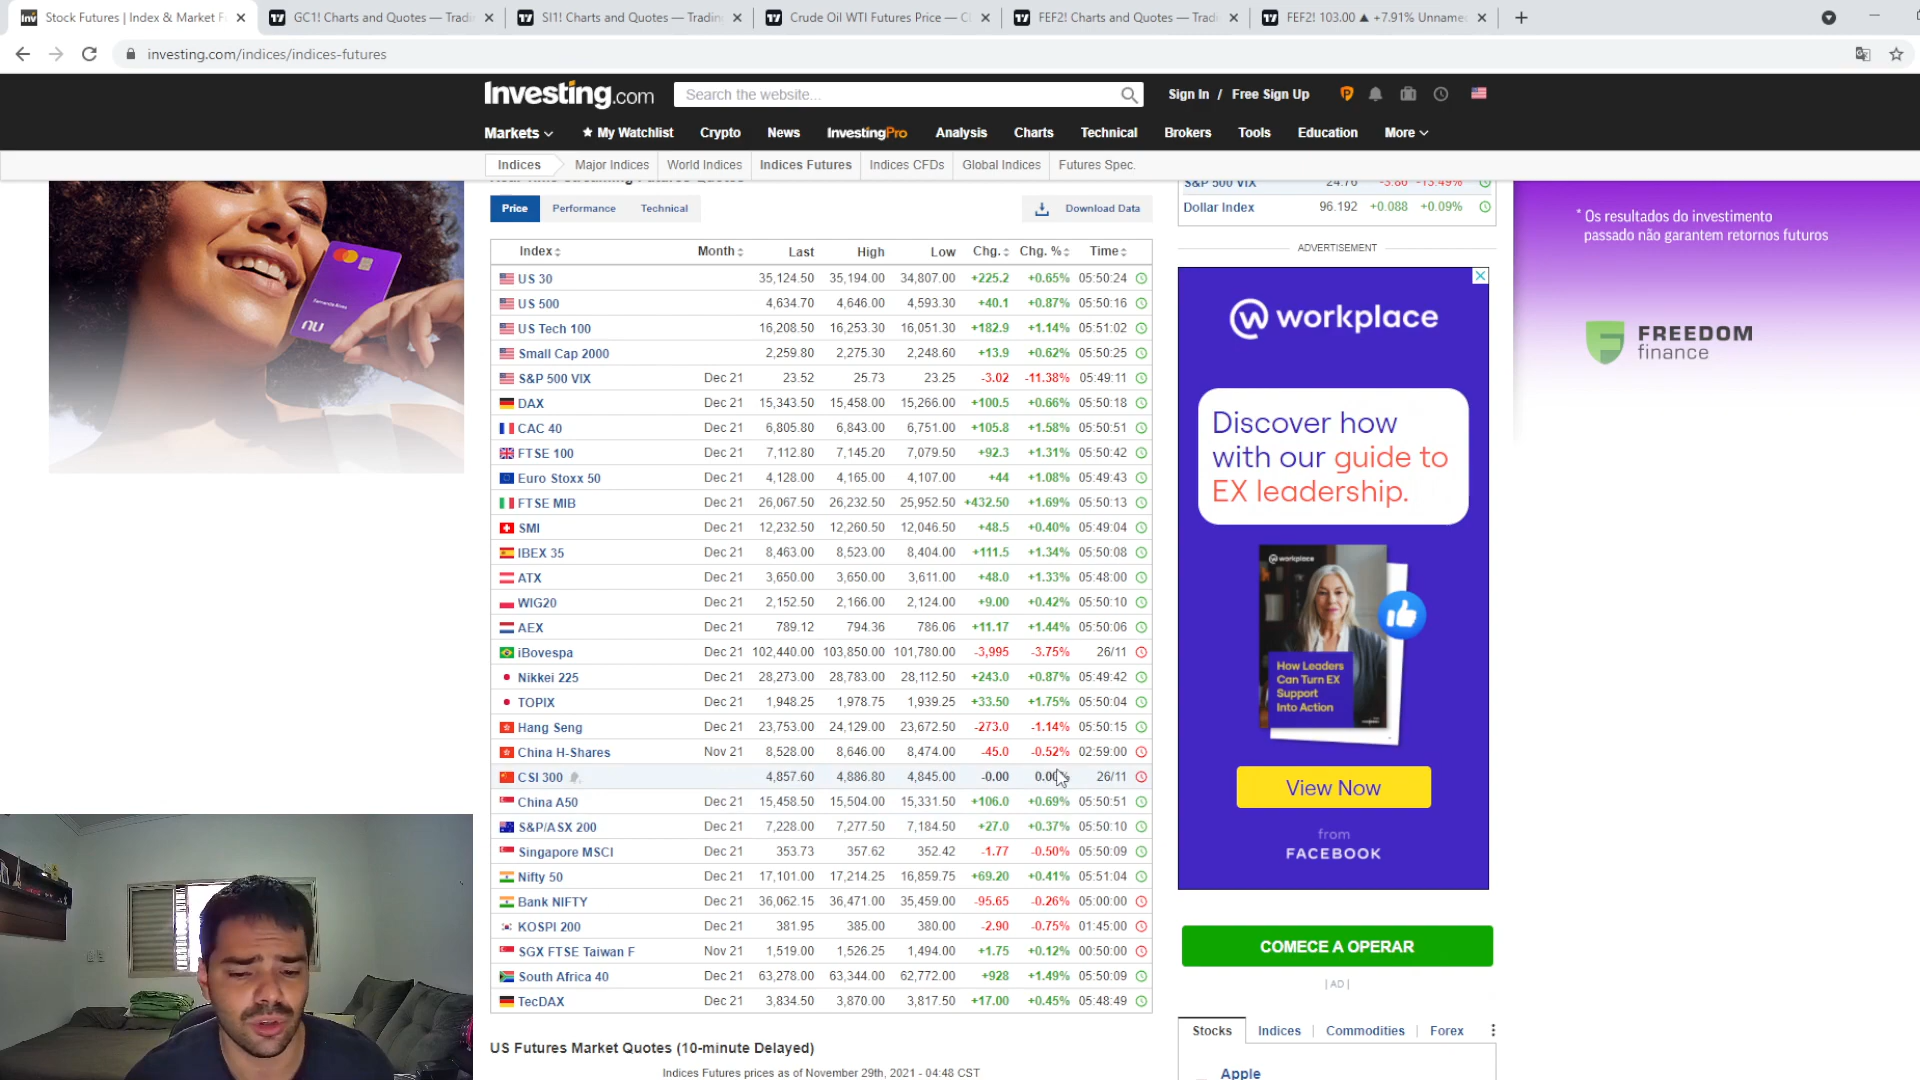 Stock Futures | Index & Market F
GC1! Charts and Quotes — Tradin
SI1! Charts and Quotes — Trading
Crude Oil WTI Futures Price — CL
FEF2! Charts and Quotes — Tradi
FEF2! 103.00 ▲ +7.91% Unname
investing.com/indices/indices-futures
Investing.com
Search the website...
Sign In / Free Sign Up
Markets
★ My Watchlist
Crypto
News
InvestingPro
Analysis
Charts
Technical
Brokers
Tools
Education
More
Indices
Major Indices
World Indices
Indices Futures
Indices CFDs
Global Indices
Futures Spec.
Price
Performance
Technical
Download Data
Index Month Last High Low Chg. Chg. % Time
US 30 35,124.50 35,194.00 34,807.00 +225.2 +0.65% 05:50:24
US 500 4,634.70 4,646.00 4,593.30 +40.1 +0.87% 05:50:16
US Tech 100 16,208.50 16,253.30 16,051.30 +182.9 +1.14% 05:51:02
Small Cap 2000 2,259.80 2,275.30 2,248.60 +13.9 +0.62% 05:50:25
S&P 500 VIX Dec 21 23.52 25.73 23.25 -3.02 -11.38% 05:49:11
DAX Dec 21 15,343.50 15,458.00 15,266.00 +100.5 +0.66% 05:50:18
CAC 40 Dec 21 6,805.80 6,843.00 6,751.00 +105.8 +1.58% 05:50:51
FTSE 100 Dec 21 7,112.80 7,145.20 7,079.50 +92.3 +1.31% 05:50:42
Euro Stoxx 50 Dec 21 4,128.00 4,165.00 4,107.00 +44 +1.08% 05:49:43
FTSE MIB Dec 21 26,067.50 26,232.50 25,952.50 +432.50 +1.69% 05:50:13
SMI Dec 21 12,232.50 12,260.50 12,046.50 +48.5 +0.40% 05:49:04
IBEX 35 Dec 21 8,463.00 8,523.00 8,404.00 +111.5 +1.34% 05:50:08
ATX Dec 21 3,650.00 3,650.00 3,611.00 +48.0 +1.33% 05:48:00
WIG20 Dec 21 2,152.50 2,166.00 2,124.00 +9.00 +0.42% 05:50:10
AEX Dec 21 789.12 794.36 786.06 +11.17 +1.44% 05:50:06
iBovespa Dec 21 102,440.00 103,850.00 101,780.00 -3,995 -3.75% 26/11
Nikkei 225 Dec 21 28,273.00 28,783.00 28,112.50 +243.0 +0.87% 05:49:42
TOPIX Dec 21 1,948.25 1,978.75 1,939.25 +33.50 +1.75% 05:50:04
Hang Seng Dec 21 23,753.00 24,129.00 23,672.50 -273.0 -1.14% 05:50:15
China H-Shares Nov 21 8,528.00 8,646.00 8,474.00 -45.0 -0.52% 02:59:00
CSI 300 4,857.60 4,886.80 4,845.00 -0.00 0.00% 26/11
China A50 Dec 21 15,458.50 15,504.00 15,331.50 +106.0 +0.69% 05:50:51
S&P/ASX 200 Dec 21 7,228.00 7,277.50 7,184.50 +27.0 +0.37% 05:50:10
Singapore MSCI Dec 21 353.73 357.62 352.42 -1.77 -0.50% 05:50:09
Nifty 50 Dec 21 17,101.00 17,214.25 16,859.75 +69.20 +0.41% 05:51:04
Bank NIFTY Dec 21 36,062.15 36,471.00 35,459.00 -95.65 -0.26% 05:00:00
KOSPI 200 Dec 21 381.95 385.00 380.00 -2.90 -0.75% 01:45:00
SGX FTSE Taiwan F Nov 21 1,519.00 1,526.25 1,494.00 +1.75 +0.12% 00:50:00
South Africa 40 Dec 21 63,278.00 63,344.00 62,772.00 +928 +1.49% 05:50:09
TecDAX Dec 21 3,834.50 3,870.00 3,817.50 +17.00 +0.45% 05:48:49
US Futures Market Quotes (10-minute Delayed)
Indices Futures prices as of November 29th, 2021 - 04:48 CST
S&P 500 VIX 24.76 -3.86 -13.49%
Dollar Index 96.192 +0.088 +0.09%
ADVERTISEMENT
workplace
Discover how
with our guide to
EX leadership.
workplace
How Leaders
Can Turn EX
Support
Into Action
View Now
from
FACEBOOK
COMECE A OPERAR
| AD |
Stocks
Indices
Commodities
Forex
Apple
* Os resultados do investimento
passado não garantem retornos futuros
FREEDOM
finance
nu